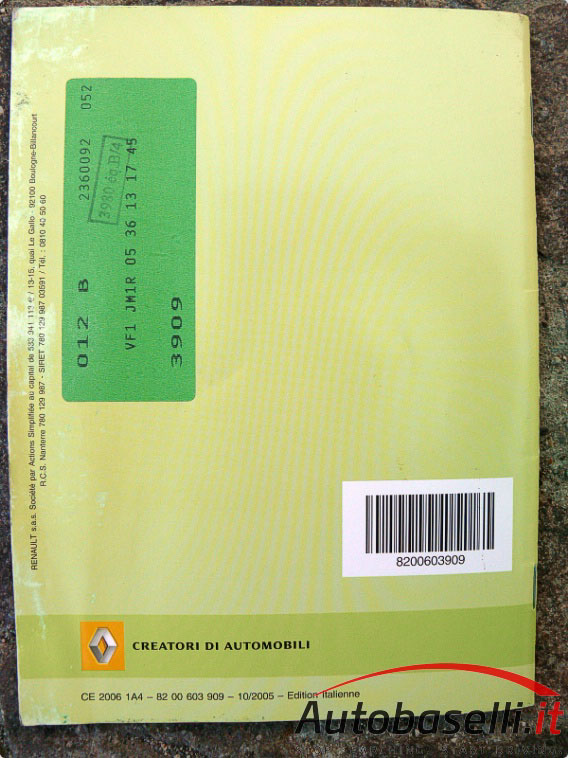 012 B 2360092 052
3980 éq B/4
VF1 JM1R 05 36 13 17 45
3909
RENAULT s.a.s. Société par Actions Simplifiée au capital de 533 941 113 € / 13-15, quai Le Gallo - 92100 Boulogne-Billancourt
R.C.S. Nanterre 780 129 987 - SIRET 780 129 987 03591 / Tél. : 0810 40 50 60
8200603909
CREATORI DI AUTOMOBILI
CE 2006 1A4 – 82 00 603 909 – 10/2005 – Edition italienne
Autobaselli.it